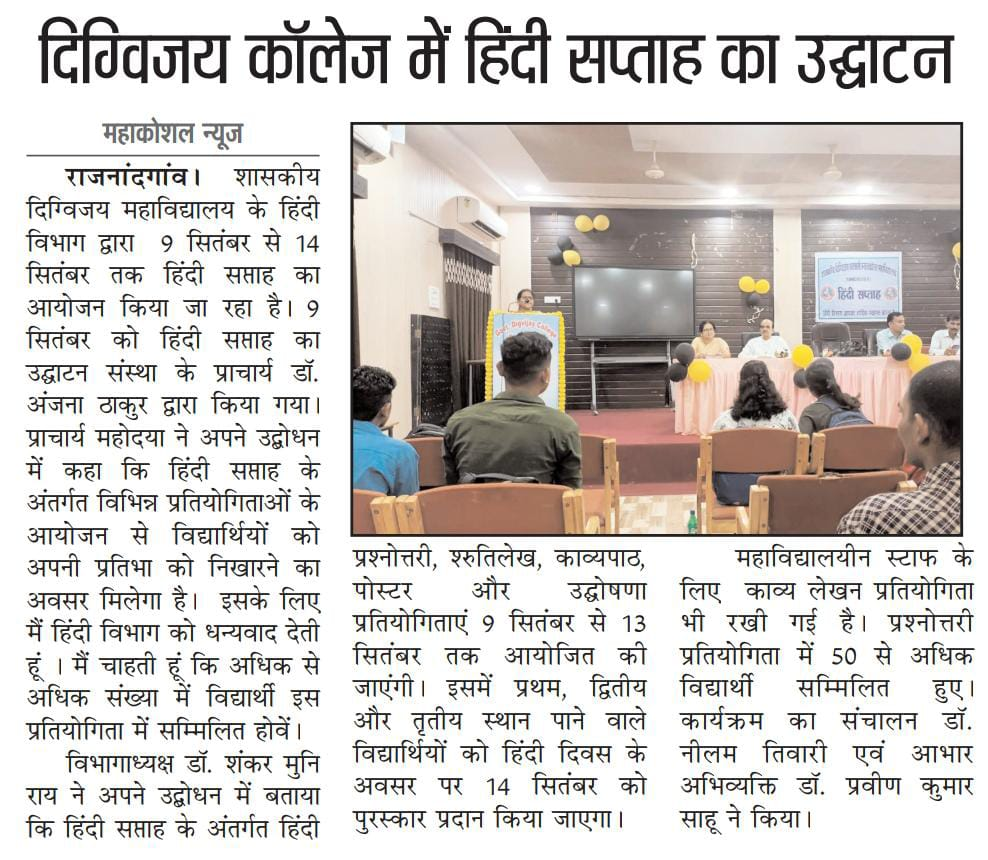 दिग्विजय कॉलेज में हिंदी सप्ताह का उद्घाटन
महाकोशल न्यूज
राजनांदगांव। शासकीय
दिग्विजय महाविद्यालय के हिंदी
विभाग द्वारा 9 सितंबर से 14
सितंबर तक हिंदी सप्ताह का
आयोजन किया जा रहा है। 9
सितंबर को हिंदी सप्ताह का
उद्घाटन संस्था के प्राचार्य डॉ.
अंजना ठाकुर द्वारा किया गया।
प्राचार्य महोदया ने अपने उद्बोधन
में कहा कि हिंदी सप्ताह के
अंतर्गत विभिन्न प्रतियोगिताओं के
आयोजन से विद्यार्थियों को
अपनी प्रतिभा को निखारने का
अवसर मिलेगा है। इसके लिए
मैं हिंदी विभाग को धन्यवाद देती
हूं । मैं चाहती हूं कि अधिक से
अधिक संख्या में विद्यार्थी इस
प्रतियोगिता में सम्मिलित होवें।
विभागाध्यक्ष डॉ. शंकर मुनि
राय ने अपने उद्बोधन में बताया
कि हिंदी सप्ताह के अंतर्गत हिंदी
Govt. Digvijay College
हिंदी सप्ताह
प्रश्नोत्तरी, श्रुतिलेख, काव्यपाठ,
पोस्टर और उद्घोषणा
प्रतियोगिताएं 9 सितंबर से 13
सितंबर तक आयोजित की
जाएंगी। इसमें प्रथम, द्वितीय
और तृतीय स्थान पाने वाले
विद्यार्थियों को हिंदी दिवस के
अवसर पर 14 सितंबर को
पुरस्कार प्रदान किया जाएगा।
महाविद्यालयीन स्टाफ के
लिए काव्य लेखन प्रतियोगिता
भी रखी गई है। प्रश्नोत्तरी
प्रतियोगिता में 50 से अधिक
विद्यार्थी सम्मिलित हुए।
कार्यक्रम का संचालन डॉ.
नीलम तिवारी एवं आभार
अभिव्यक्ति डॉ. प्रवीण कुमार
साहू ने किया।